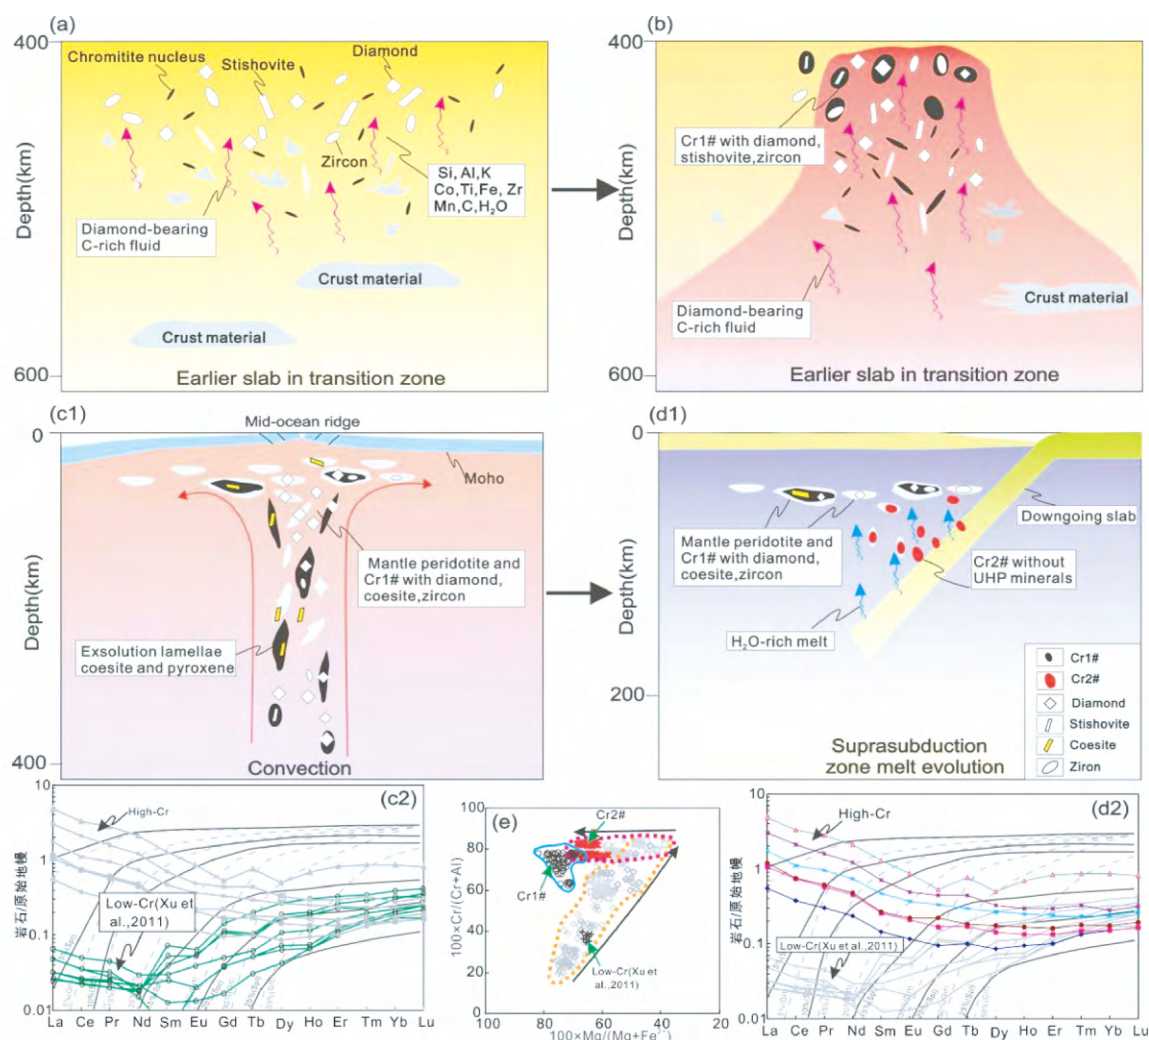 (a)
400
Depth(km)
600
Chromitite nucleus
Stishovite
Diamond
Zircon
Si, Al,K
Co,Ti,Fe, Zr
Mn,C,H₂O
Diamond-bearing
C-rich fluid
Crust material
Crust material
Earlier slab in transition zone
(b)
400
Depth(km)
600
Cr1# with diamond,
stishovite,zircon
Diamond-bearing
C-rich fluid
Crust material
Earlier slab in transition zone
(c1)
0
Depth(km)
400
Mid-ocean ridge
Moho
Mantle peridotite and
Cr1# with diamond,
coesite,zircon
Exsolution lamellae
coesite and pyroxene
Convection
(d1)
0
Depth(km)
200
Downgoing slab
Mantle peridotite and
Cr1# with diamond,
coesite,zircon
Cr2# without
UHP minerals
H₂O-rich melt
Suprasubduction
zone melt evolution
Cr1#
Cr2#
Diamond
Stishovite
Coesite
Ziron
(c2)
10
1
0.1
0.01
岩石/原始地幔
High-Cr
Low-Cr(Xu et
al.,2011)
La Ce Pr Nd Sm Eu Gd Tb Dy Ho Er Tm Yb Lu
(e)
100
80
60
40
20
0
100×Cr/(Cr+Al)
Cr2#
Cr1#
Low-Cr(Xu et
al.,2011)
100 80 60 40 20
(d2)
10
1
0.1
0.01
岩石/原始地幔
High-Cr
Low-Cr(Xu et al.,2011)
La Ce Pr Nd Sm Eu Gd Tb Dy Ho Er Tm Yb Lu